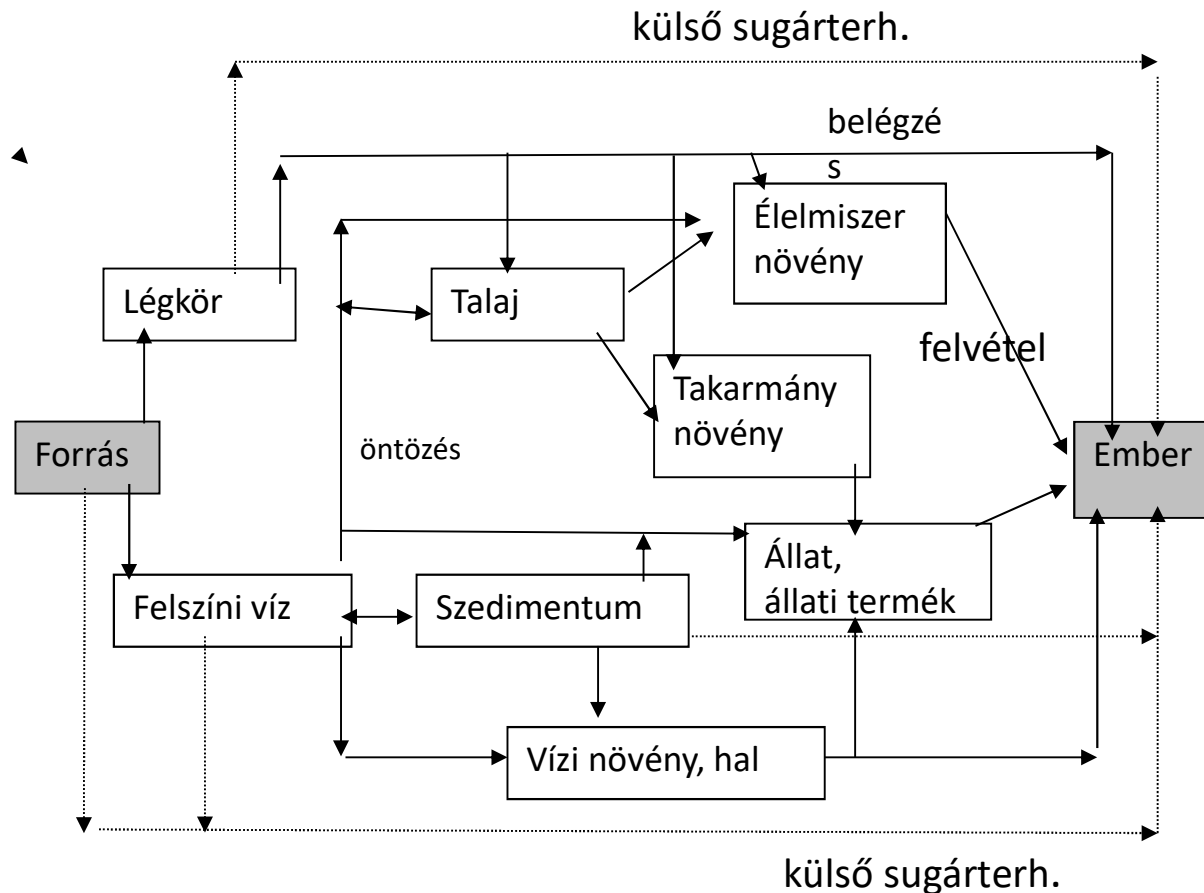 külső sugárterh.
belégzé
s
Élelmiszer
növény
Légkör
Talaj
felvétel
Takarmány
növény
Forrás
öntözés
Ember
Állat,
állati termék
Felszíni víz
Szedimentum
Vízi növény, hal
külső sugárterh.